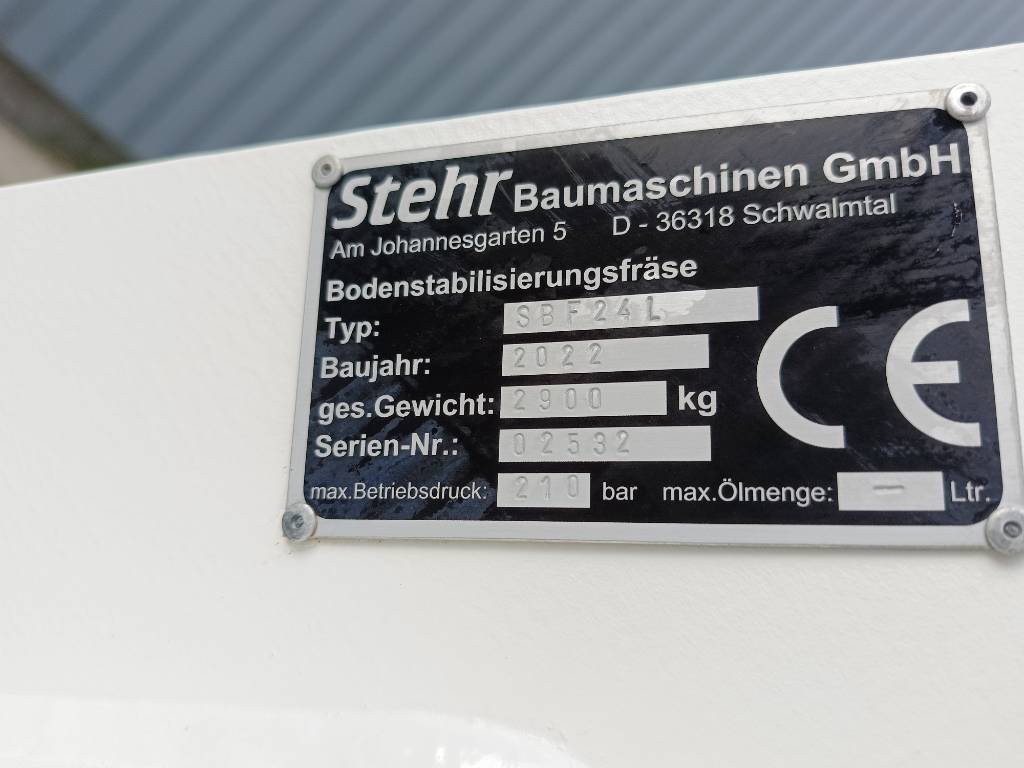 Stehr Baumaschinen GmbH
Am Johannesgarten 5 D - 36318 Schwalmtal
Bodenstabilisierungsfräse
Typ: SBF24L
Baujahr: 2022
ges.Gewicht: 2900 kg
Serien-Nr.: 02532
max.Betriebsdruck: 210 bar max.Ölmenge: - Ltr.
CE